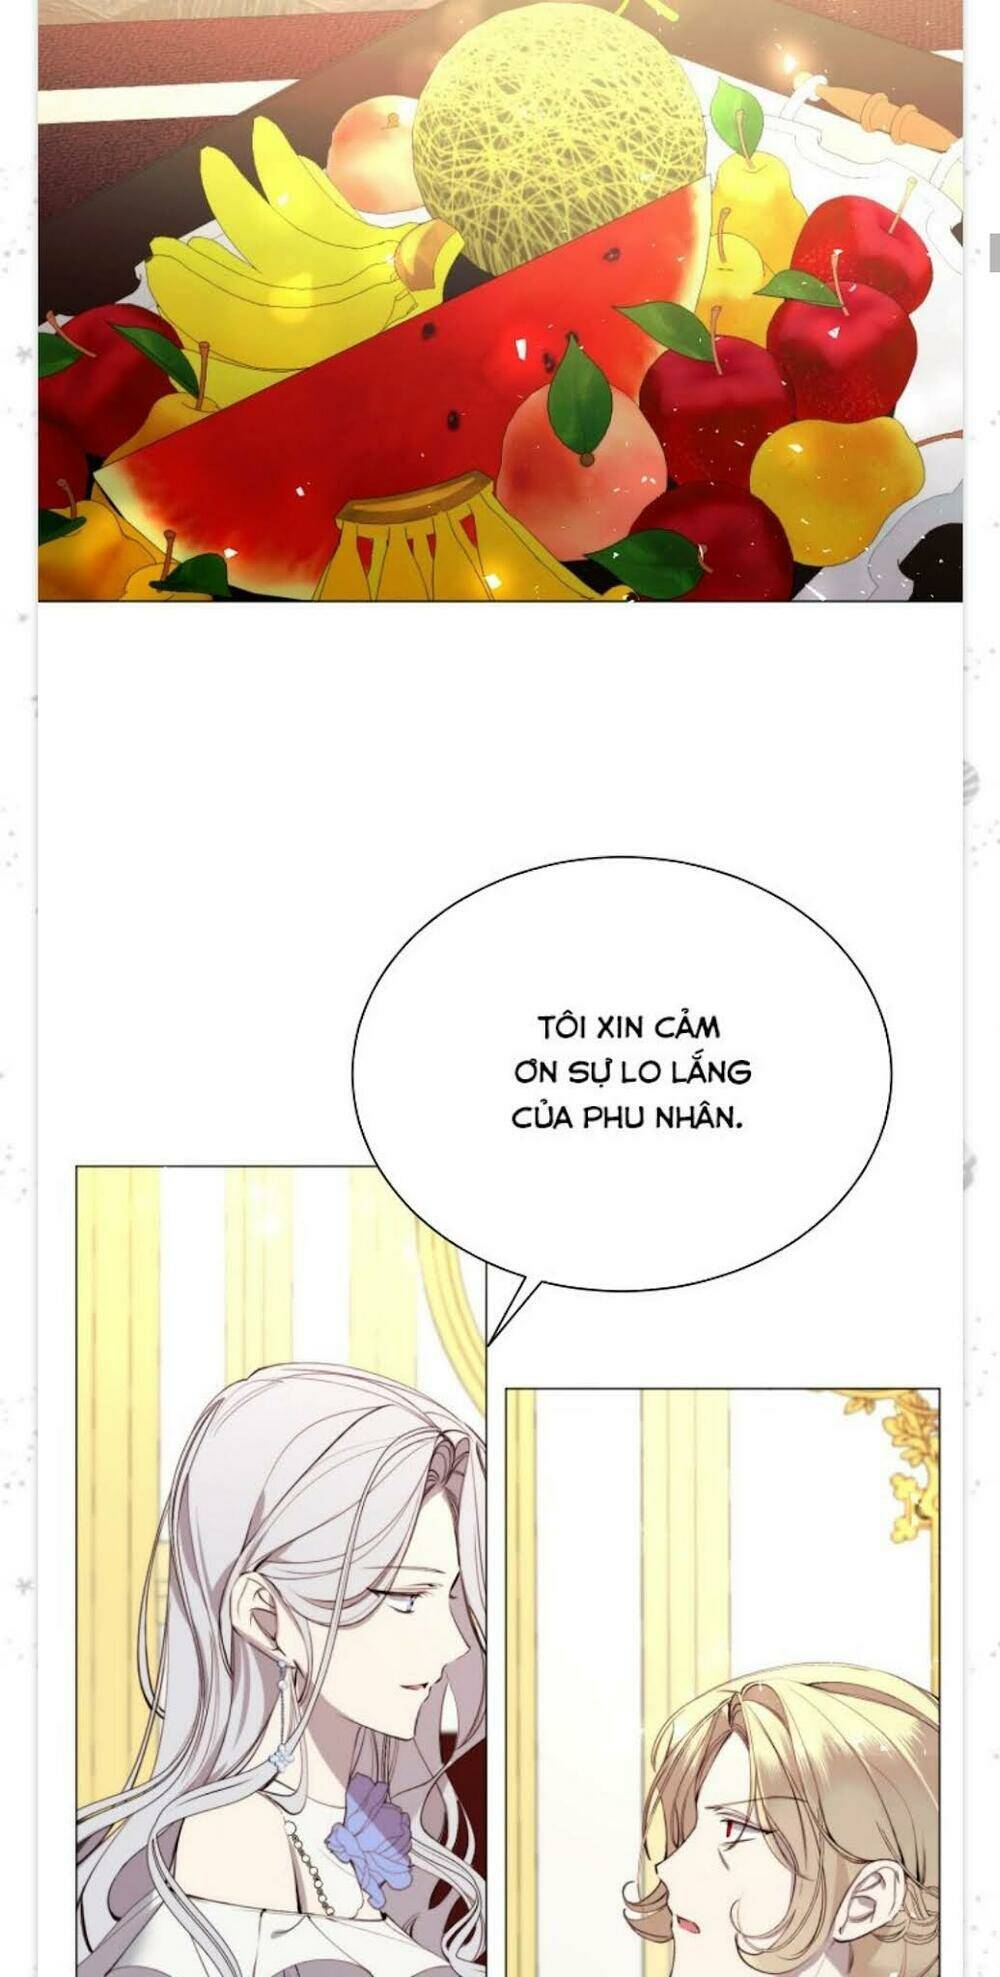 TÔI XIN CẢM
ƠN SỰ LO LẮNG
CỦA PHU NHÂN.